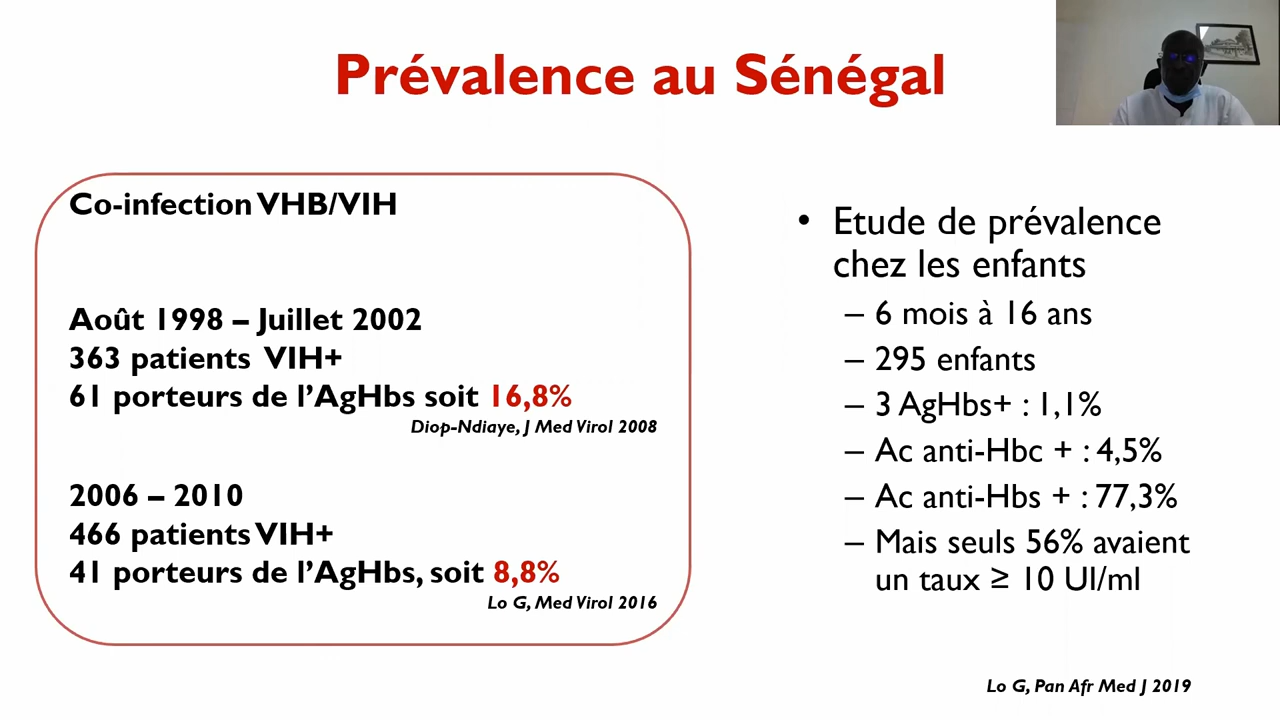 Prévalence au Sénégal
Co-infection VHB/VIH
Août 1998 – Juillet 2002
363 patients VIH+
61 porteurs de l’AgHbs soit 16,8%
Diop-Ndiaye, J Med Virol 2008
2006 – 2010
466 patients VIH+
41 porteurs de l’AgHbs, soit 8,8%
Lo G, Med Virol 2016
• Etude de prévalence
chez les enfants
– 6 mois à 16 ans
– 295 enfants
– 3 AgHbs+ : 1,1%
– Ac anti-Hbc + : 4,5%
– Ac anti-Hbs + : 77,3%
– Mais seuls 56% avaient
un taux ≥ 10 UI/ml
Lo G, Pan Afr Med J 2019